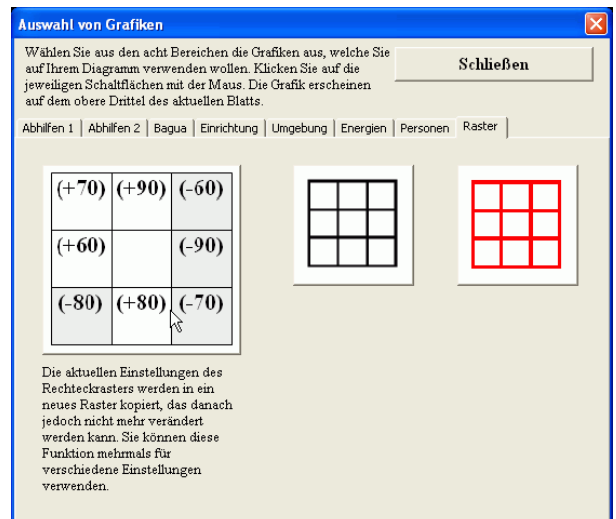 Auswahl von Grafiken
Wählen Sie aus den acht Bereichen die Grafiken aus, welche Sie
auf Ihrem Diagramm verwenden wollen. Klicken Sie auf die
jeweiligen Schaltflächen mit der Maus. Die Grafik erscheinen
auf dem obere Drittel des aktuellen Blatts.
Schließen
Abhilfen 1 Abhilfen 2 Bagua Einrichtung Umgebung Energien Personen Raster
(+70) (+90) (-60)
(+60) (-90)
(-80) (+80) (-70)
Die aktuellen Einstellungen des
Rechteckrasters werden in ein
neues Raster kopiert, das danach
jedoch nicht mehr verändert
werden kann. Sie können diese
Funktion mehrmals für
verschiedene Einstellungen
verwenden.